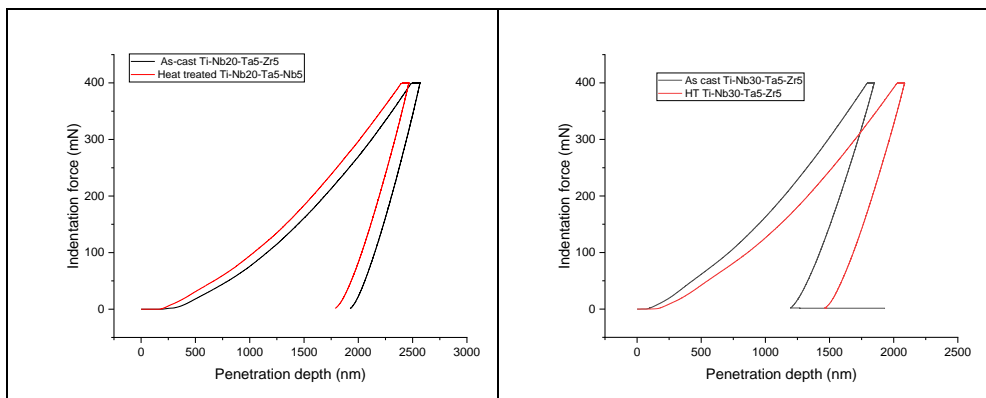 As-cast Ti-Nb20-Ta5-Zr5
Heat treated Ti-Nb20-Ta5-Nb5
400
300
200
100
0
Indentation force (mN)
0
500
1000
1500
2000
2500
3000
Penetration depth (nm)
As cast Ti-Nb30-Ta5-Zr5
HT Ti-Nb30-Ta5-Zr5
400
300
200
100
0
Indentation force (mN)
0
500
1000
1500
2000
2500
Penetration depth (nm)